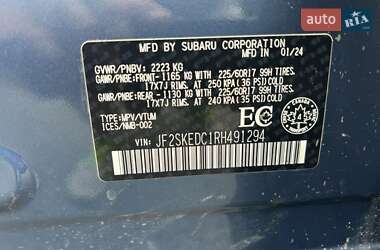 auto RIA.com
MFD BY SUBARU CORPORATION
MFD IN 01/24
GVWR/PNBV: 2223 KG
GAWR/PNBE:FRONT-1165 KG WITH 225/60R17 99H TIRES,
17X7J RIMS AT 250 KPA (36 PSI) COLD
GAWR/PNBE:REAR -1130 KG WITH 225/60R17 99H TIRES,
17X7J RIMS AT 240 KPA (35 PSI) COLD
TYPE:MPV/VTUM
ICES/NMB-002
EC
VIN: JF2SKEDC1RH491294